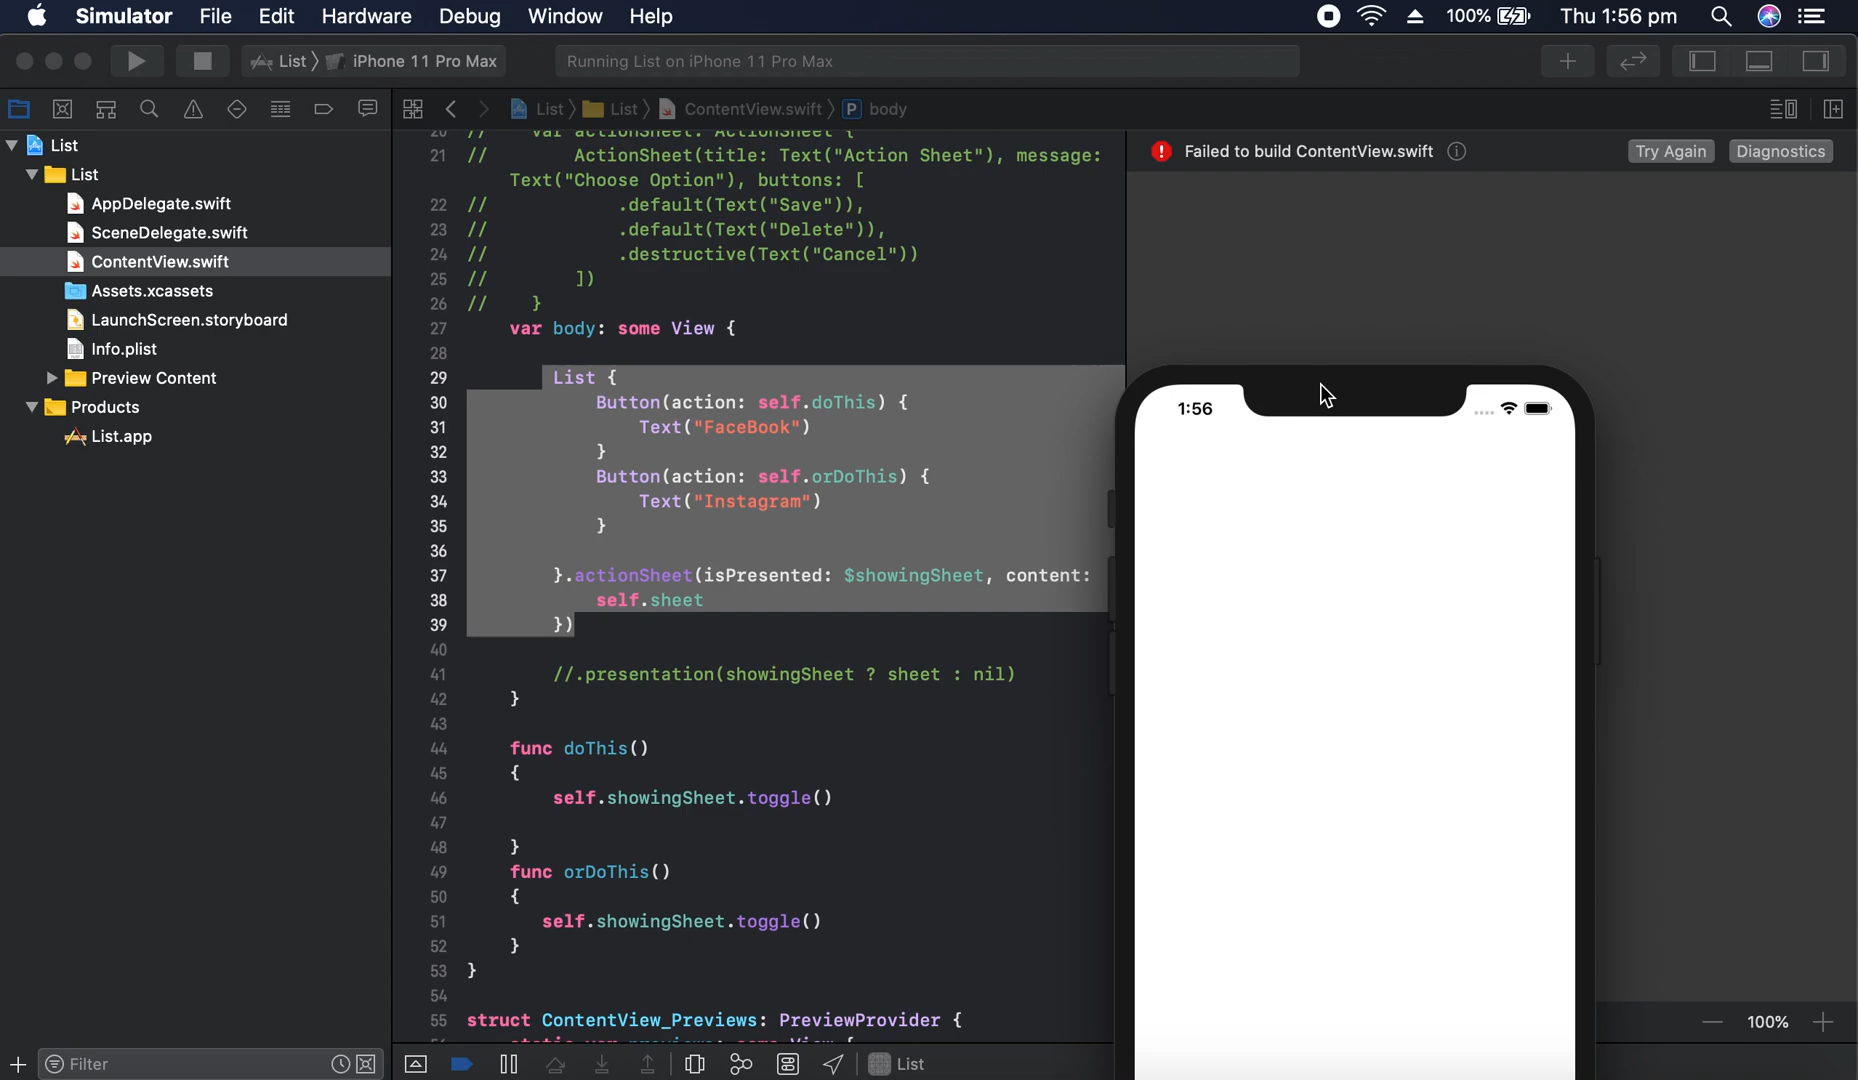 Simulator File Edit Hardware Debug Window Help 100% Thu 1:56 pm
List 〉 iPhone 11 Pro Max Running List on iPhone 11 Pro Max
List 〉 List 〉 ContentView.swift 〉 P body
List
List
AppDelegate.swift
SceneDelegate.swift
ContentView.swift
Assets.xcassets
LaunchScreen.storyboard
Info.plist
Preview Content
Products
List.app
Filter
20 // var actionSheet: ActionSheet {
21 // ActionSheet(title: Text("Action Sheet"), message:
Text("Choose Option"), buttons: [
22 // .default(Text("Save")),
23 // .default(Text("Delete")),
24 // .destructive(Text("Cancel"))
25 // ])
26 // }
27 var body: some View {
28
29 List {
30 Button(action: self.doThis) {
31 Text("FaceBook")
32 }
33 Button(action: self.orDoThis) {
34 Text("Instagram")
35 }
36
37 }.actionSheet(isPresented: $showingSheet, content:
38 self.sheet
39 })
40
41 //.presentation(showingSheet ? sheet : nil)
42 }
43
44 func doThis()
45 {
46 self.showingSheet.toggle()
47
48 }
49 func orDoThis()
50 {
51 self.showingSheet.toggle()
52 }
53 }
54
55 struct ContentView_Previews: PreviewProvider {
List
Failed to build ContentView.swift Try Again Diagnostics
1:56
100%